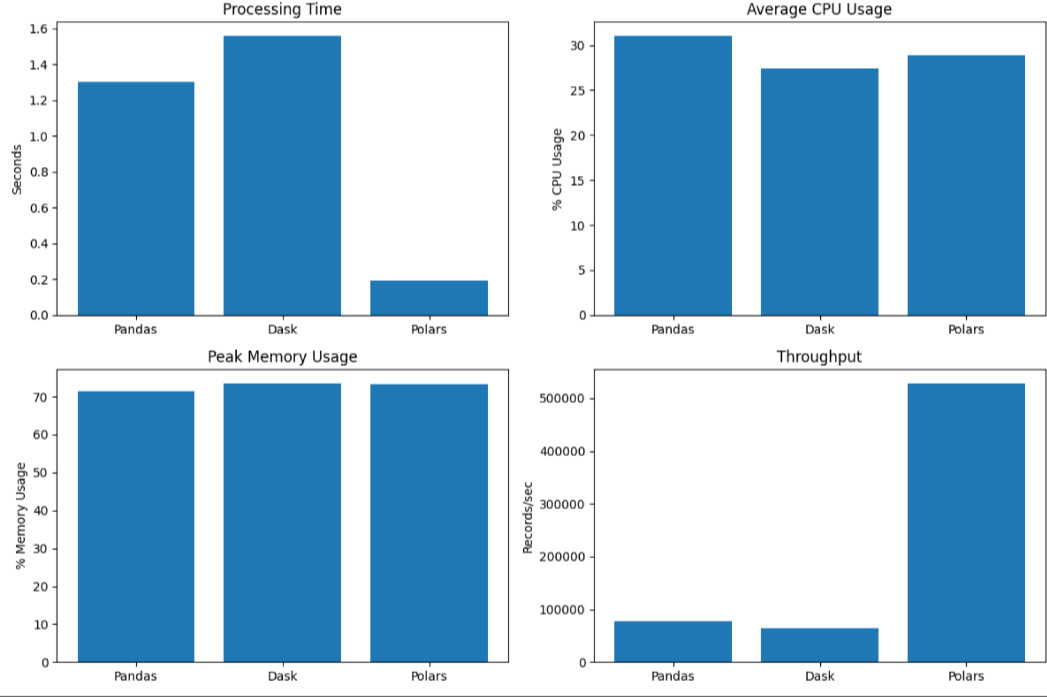 Processing Time
1.6
1.4
1.2
1.0
0.8
0.6
0.4
0.2
0.0
Seconds
Pandas Dask Polars
Average CPU Usage
30
25
20
15
10
5
0
% CPU Usage
Pandas Dask Polars
Peak Memory Usage
70
60
50
40
30
20
10
0
% Memory Usage
Pandas Dask Polars
Throughput
500000
400000
300000
200000
100000
0
Records/sec
Pandas Dask Polars